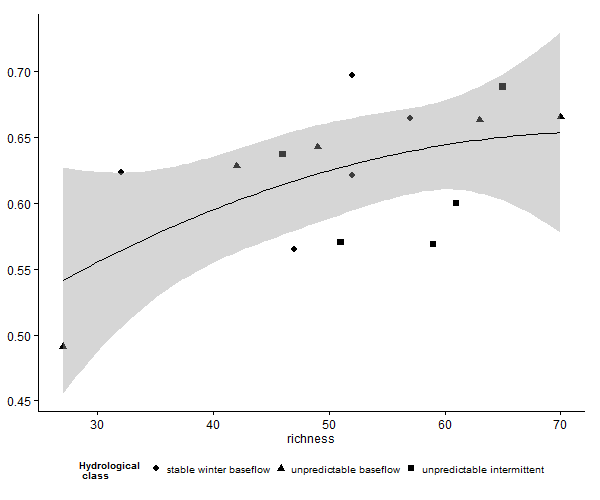 0.70
0.65
0.60
0.55
0.50
0.45
30 40 50 60 70
richness
Hydrological
class
stable winter baseflow unpredictable baseflow unpredictable intermittent